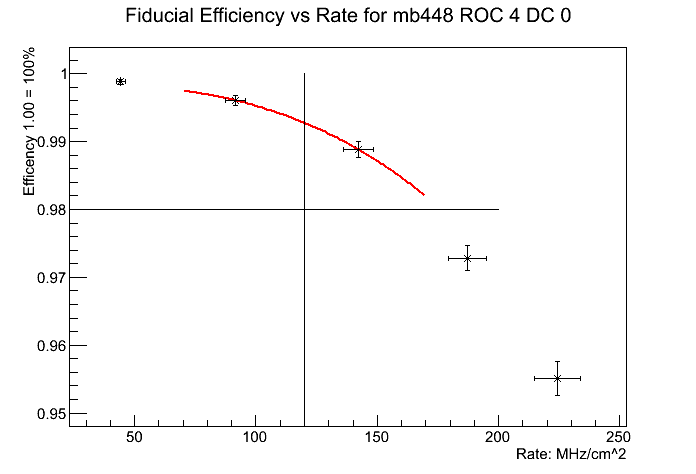 Fiducial Efficiency vs Rate for mb448 ROC 4 DC 0
Efficency 1.00 = 100%
1
0.99
0.98
0.97
0.96
0.95
50 100 150 200 250
Rate: MHz/cm^2